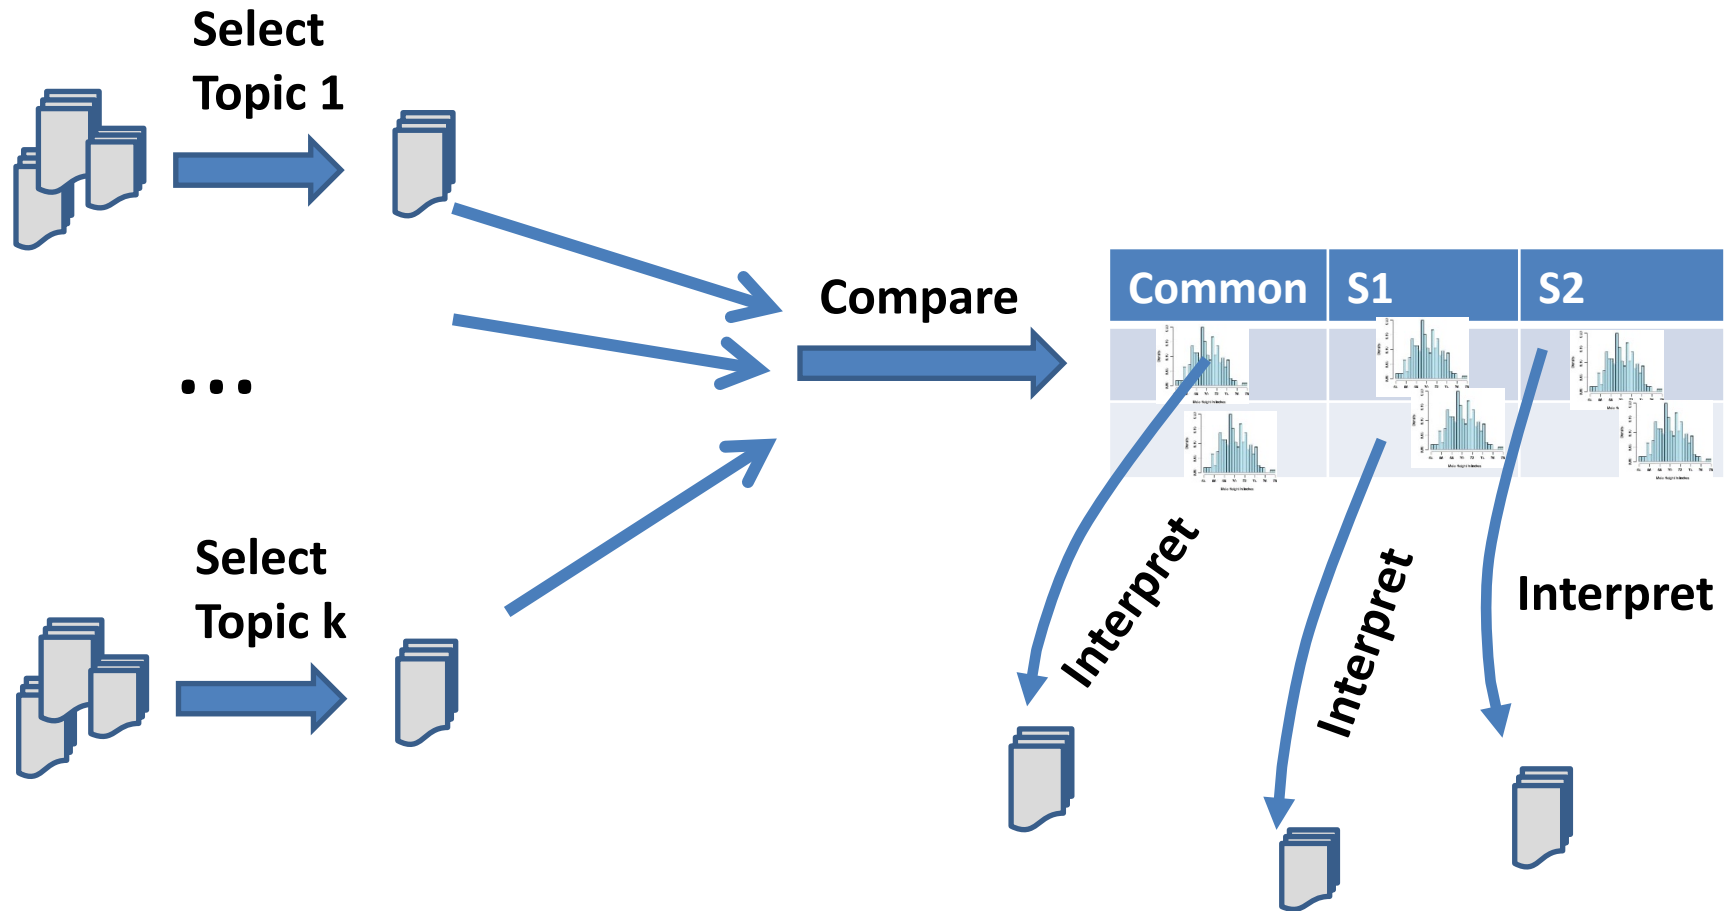 Select
Topic 1
...
Select
Topic k
Compare
Common S1 S2
Interpret
Interpret
Interpret